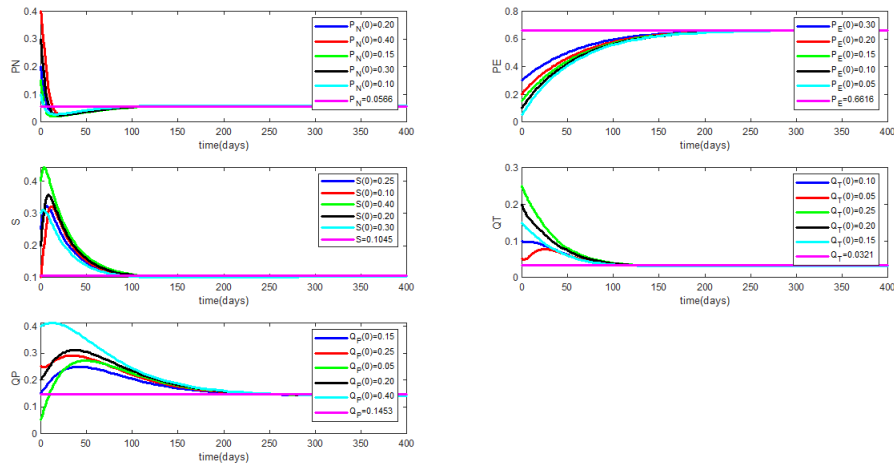 0.4
0.3
0.2
0.1
0
PN
0 50 100 150 200 250 300 350 400
time(days)
P_N(0)=0.20
P_N(0)=0.40
P_N(0)=0.15
P_N(0)=0.30
P_N(0)=0.10
P_N=0.0566
0.6
0.4
0.2
0
PE
0 50 100 150 200 250 300 350 400
time(days)
P_E(0)=0.30
P_E(0)=0.20
P_E(0)=0.15
P_E(0)=0.10
P_E(0)=0.05
P_E=0.6616
0.4
0.3
0.2
0.1
S
0 50 100 150 200 250 300 350 400
time(days)
S(0)=0.25
S(0)=0.10
S(0)=0.40
S(0)=0.20
S(0)=0.30
S=0.1045
0.3
0.2
0.1
0
QT
0 50 100 150 200 250 300 350 400
time(days)
Q_T(0)=0.10
Q_T(0)=0.05
Q_T(0)=0.25
Q_T(0)=0.20
Q_T(0)=0.15
Q_T=0.0321
0.4
0.3
0.2
0.1
0
QP
0 50 100 150 200 250 300 350 400
time(days)
Q_P(0)=0.15
Q_P(0)=0.25
Q_P(0)=0.05
Q_P(0)=0.20
Q_P(0)=0.40
Q_P=0.1453